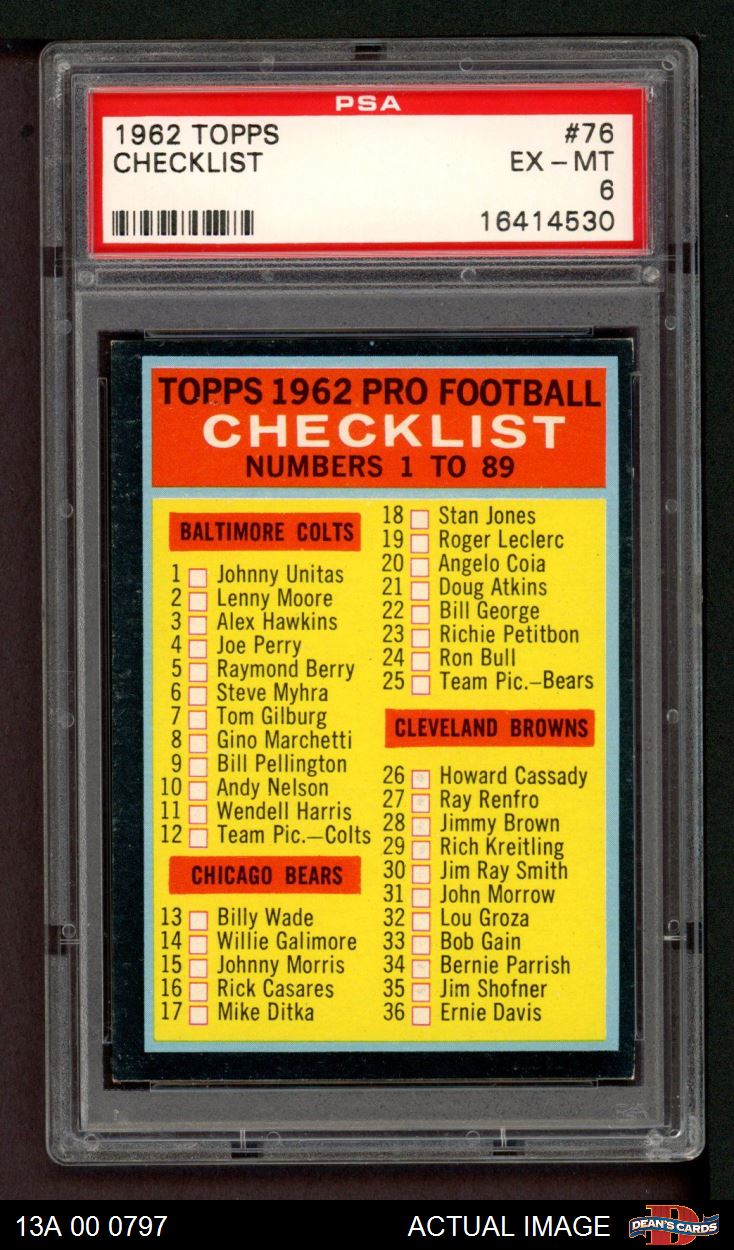 PSA
1962 TOPPS #76
CHECKLIST EX - MT
6
16414530
TOPPS 1962 PRO FOOTBALL
CHECKLIST
NUMBERS 1 TO 89
BALTIMORE COLTS
1 Johnny Unitas
2 Lenny Moore
3 Alex Hawkins
4 Joe Perry
5 Raymond Berry
6 Steve Myhra
7 Tom Gilburg
8 Gino Marchetti
9 Bill Pellington
10 Andy Nelson
11 Wendell Harris
12 Team Pic.—Colts
CHICAGO BEARS
13 Billy Wade
14 Willie Galimore
15 Johnny Morris
16 Rick Casares
17 Mike Ditka
18 Stan Jones
19 Roger Leclerc
20 Angelo Coia
21 Doug Atkins
22 Bill George
23 Richie Petitbon
24 Ron Bull
25 Team Pic.—Bears
CLEVELAND BROWNS
26 Howard Cassady
27 Ray Renfro
28 Jimmy Brown
29 Rich Kreitling
30 Jim Ray Smith
31 John Morrow
32 Lou Groza
33 Bob Gain
34 Bernie Parrish
35 Jim Shofner
36 Ernie Davis
13A 00 0797 ACTUAL IMAGE DEAN'S CARDS